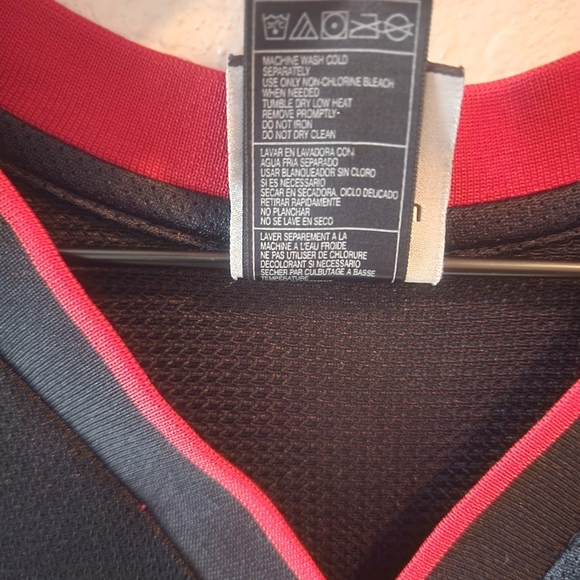 MACHINE WASH COLD
SEPARATELY
USE ONLY NON-CHLORINE BLEACH
WHEN NEEDED
TUMBLE DRY LOW HEAT
REMOVE PROMPTLY-
DO NOT IRON
DO NOT DRY CLEAN
LAVAR EN LAVADORA CON
AGUA FRIA SEPARADO
USAR BLANQUEADOR SIN CLORO
SI ES NECESARIO
SECAR EN SECADORA, CICLO DELICADO
RETIRAR RAPIDAMENTE
NO PLANCHAR
NO SE LAVE EN SECO
LAVER SEPAREMENT A LA
MACHINE A L'EAU FROIDE
NE PAS UTILISER DE CHLORURE
DECOLORANT SI NECESSAIRE
SECHER PAR CULBUTAGE A BASSE
TEMPERATURE